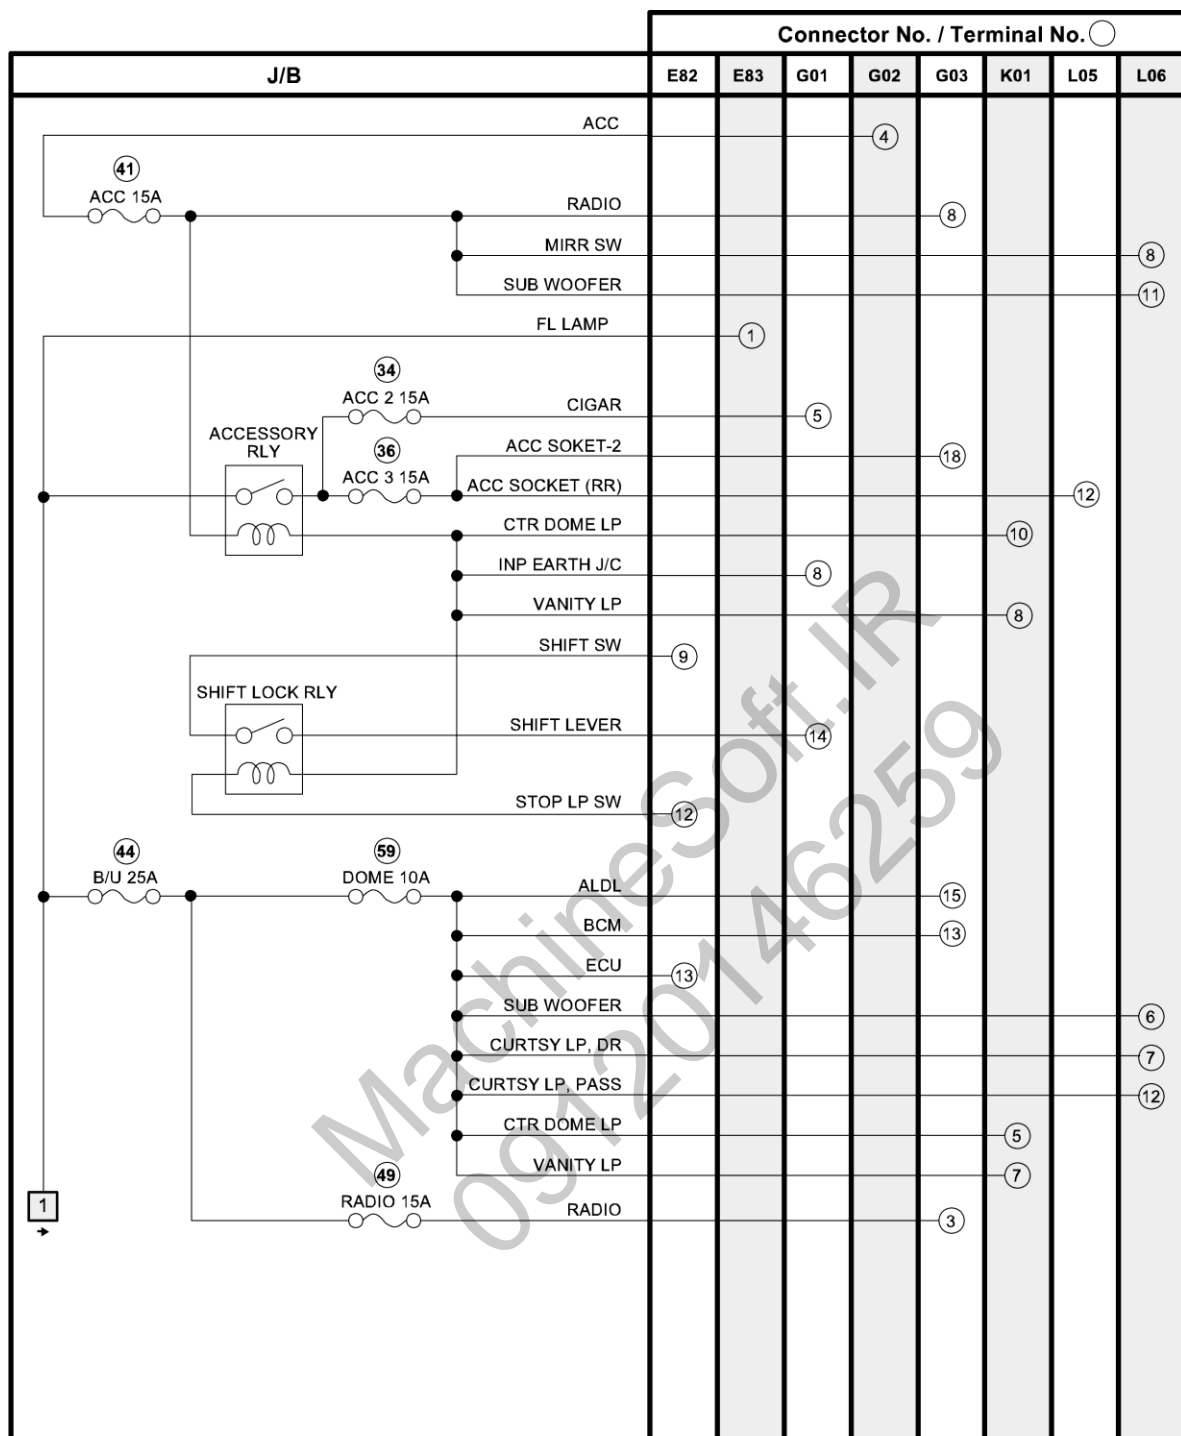 Connector No. / Terminal No.
J/B E82 E83 G01 G02 G03 K01 L05 L06
ACC 4
41
ACC 15A
RADIO 8
MIRR SW 8
SUB WOOFER 11
FL LAMP 1
34
ACC 2 15A
CIGAR 5
ACCESSORY
RLY
36
ACC SOKET-2 18
ACC 3 15A
ACC SOCKET (RR) 12
CTR DOME LP 10
INP EARTH J/C 8
VANITY LP 8
SHIFT SW 9
SHIFT LOCK RLY
SHIFT LEVER 14
STOP LP SW 12
44
B/U 25A
59
DOME 10A
ALDL 15
BCM 13
ECU 13
SUB WOOFER 6
CURTSY LP, DR 7
CURTSY LP, PASS 12
CTR DOME LP 5
VANITY LP 7
49
RADIO 15A
RADIO 3
1
MachineSoft.IR
09120146259